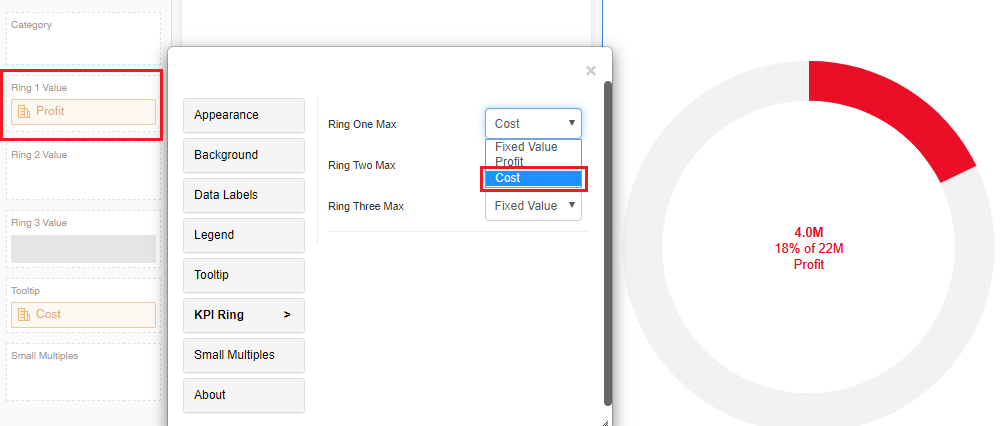 Category
Ring 1 Value
Profit
Ring 2 Value
Ring 3 Value
Tooltip
Cost
Small Multiples
×
Appearance
Background
Data Labels
Legend
Tooltip
KPI Ring >
Small Multiples
About
Ring One Max
Cost
Fixed Value
Profit
Cost
Ring Two Max
Ring Three Max
Fixed Value
4.0M
18% of 22M
Profit